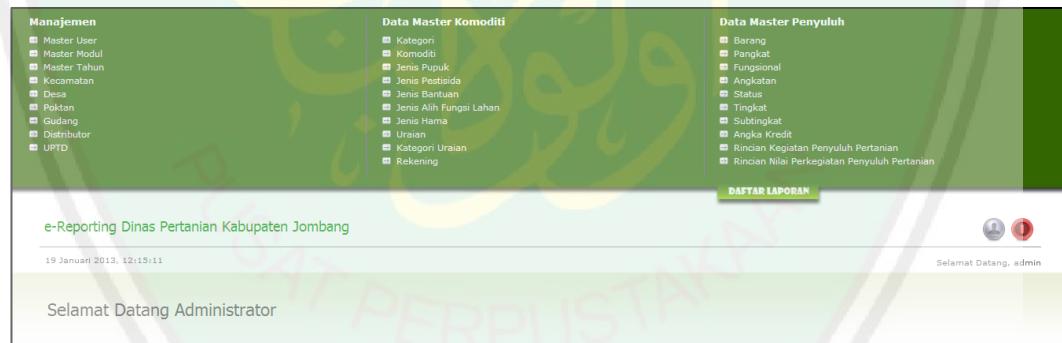 Manajemen
Master User
Master Modul
Master Tahun
Kecamatan
Desa
Poktan
Gudang
Distributor
UPTD
Data Master Komoditi
Kategori
Komoditi
Jenis Pupuk
Jenis Pestisida
Jenis Bantuan
Jenis Alih Fungsi Lahan
Jenis Hama
Uraian
Kategori Uraian
Rekening
Data Master Penyuluh
Barang
Pangkat
Fungsional
Angkatan
Status
Tingkat
Subtingkat
Angka Kredit
Rincian Kegiatan Penyuluh Pertanian
Rincian Nilai Perkegiatan Penyuluh Pertanian
DAFTAR LAPORAN
e-Reporting Dinas Pertanian Kabupaten Jombang
19 Januari 2013, 12:15:11
Selamat Datang, admin
Selamat Datang Administrator
PUSAT PERPUSTAKAAN